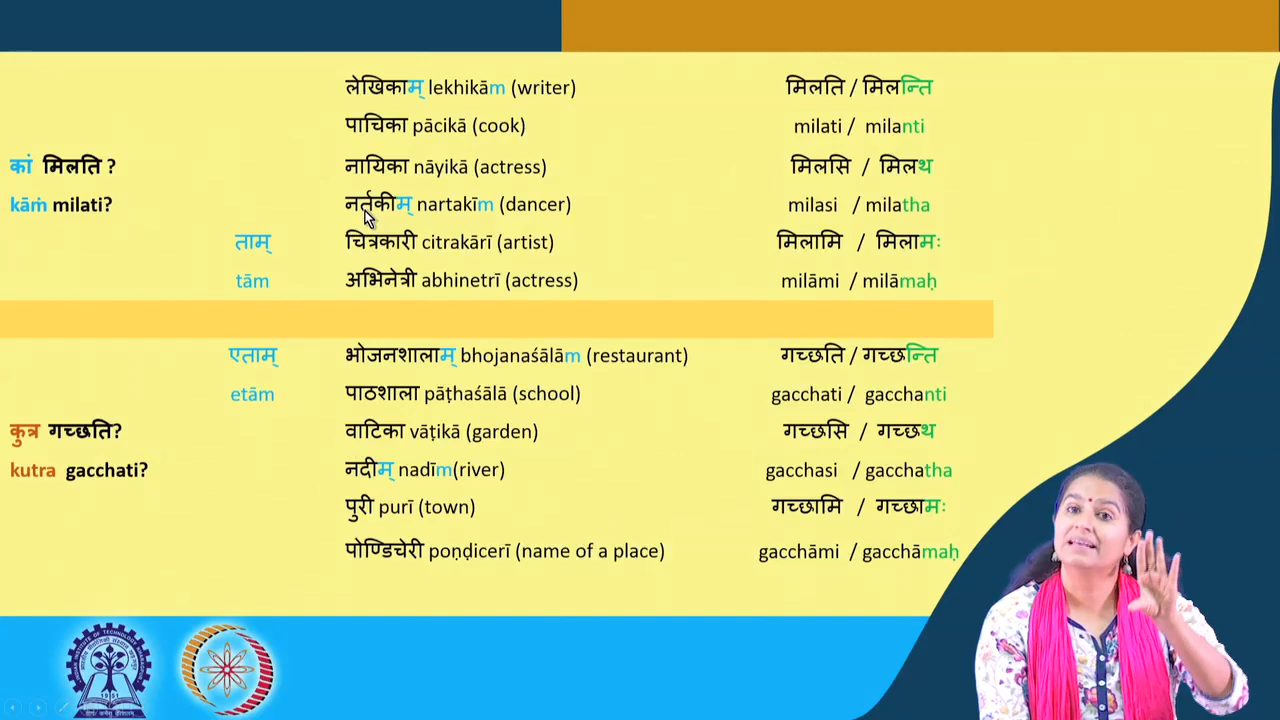 लेखिकाम् lekhikām (writer) मिलति / मिलन्ति
पाचिका pācikā (cook) milati / milanti
कां मिलति ? नायिका nāyikā (actress) मिलसि / मिलथ
kāṁ milati? नर्तकीम् nartakīm (dancer) milasi / milatha
ताम् चित्रकारी citrakārī (artist) मिलामि / मिलामः
tām अभिनेत्री abhinetrī (actress) milāmi / milāmaḥ
एताम् भोजनशालाम् bhojanaśālām (restaurant) गच्छति / गच्छन्ति
etām पाठशाला pāṭhaśālā (school) gacchati / gacchanti
कुत्र गच्छति? वाटिका vāṭikā (garden) गच्छसि / गच्छथ
kutra gacchati? नदीम् nadīm(river) gacchasi / gacchatha
पुरी purī (town) गच्छामि / गच्छामः
पोण्डिचेरी poṇḍicerī (name of a place) gacchāmi / gacchāmaḥ